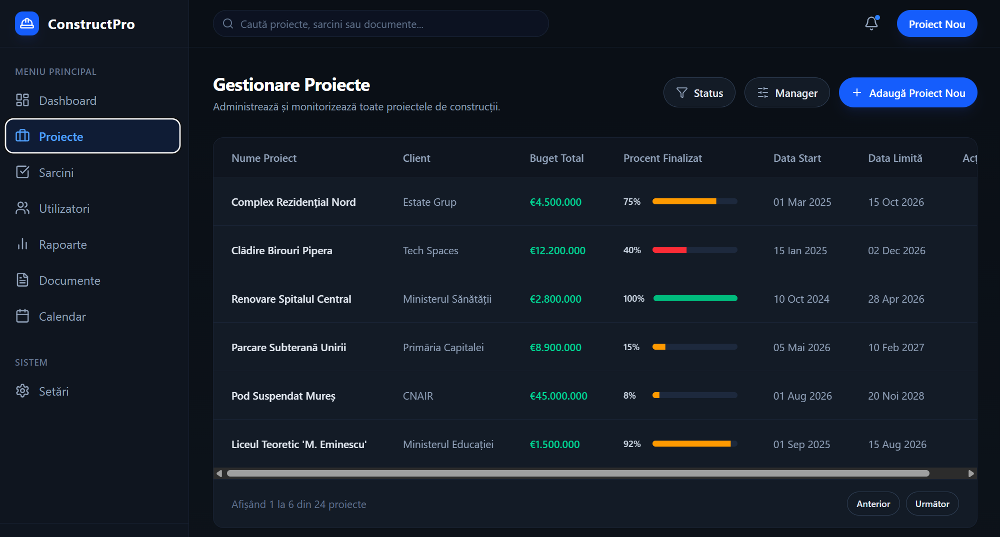 ConstructPro
Caută proiecte, sarcini sau documente...
Proiect Nou
MENIU PRINCIPAL
Dashboard
Proiecte
Sarcini
Utilizatori
Rapoarte
Documente
Calendar
SISTEM
Setări
Gestionare Proiecte
Administrează și monitorizează toate proiectele de construcții.
Status
Manager
Adaugă Proiect Nou
Nume Proiect Client Buget Total Procent Finalizat Data Start Data Limită Acț
Complex Rezidențial Nord Estate Grup €4.500.000 75% 01 Mar 2025 15 Oct 2026
Clădire Birouri Pipera Tech Spaces €12.200.000 40% 15 Ian 2025 02 Dec 2026
Renovare Spitalul Central Ministerul Sănătății €2.800.000 100% 10 Oct 2024 28 Apr 2026
Parcare Subterană Unirii Primăria Capitalei €8.900.000 15% 05 Mai 2026 10 Feb 2027
Pod Suspendat Mureș CNAIR €45.000.000 8% 01 Aug 2026 20 Noi 2028
Liceul Teoretic 'M. Eminescu' Ministerul Educației €1.500.000 92% 01 Sep 2025 15 Aug 2026
Afișând 1 la 6 din 24 proiecte
Anterior
Următor